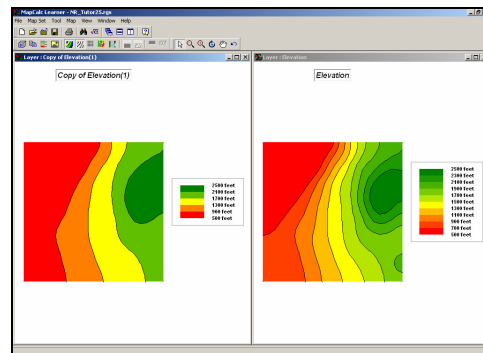 MapCalc Learner - NR_Tutor25.rgs
File Map Set Tool Map View Window Help
Layer : Copy of Elevation(1)
Copy of Elevation(1)
2500 feet
2100 feet
1700 feet
1300 feet
900 feet
500 feet
Layer : Elevation
Elevation
2500 feet
2300 feet
2100 feet
1900 feet
1700 feet
1500 feet
1300 feet
1100 feet
900 feet
700 feet
500 feet